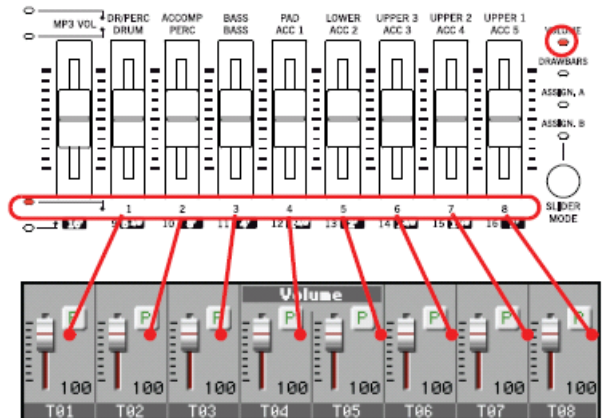 MP3 VOL DR/PERC ACCOMP BASS PAD LOWER UPPER 3 UPPER 2 UPPER 1
DRUM PERC BASS ACC 1 ACC 2 ACC 3 ACC 4 ACC 5
VOLUME
DRAWBARS
ASSIGN. A
ASSIGN. B
SLIDER
MODE
1 2 3 4 5 6 7 8
10 11 12 13 14 15 16
Volume
P P P P P P P P
100 100 100 100 100 100 100 100
T01 T02 T03 T04 T05 T06 T07 T08